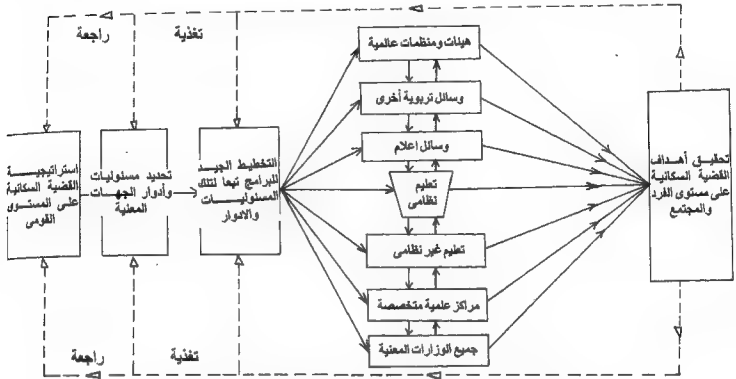 تغذية
راجعة
هيئات ومنظمات عالمية
وسائل تربوية أخرى
وسائل اعلام
تعليم
نظامى
تعليم غير نظامى
مراكز علمية متخصصة
جميع الوزارات المعنية
تحقيق أهداف
القضية السكانية
على مستوى الفرد
والمجتمع
التخطيط الجيد
للبرامج تبعا لتلك
المسئوليات
والادوار
تحديد مسئوليات
وأدوار الجهات
المعنية
استراتيجية
القضية السكانية
على المستوى
القومى
تغذية
راجعة